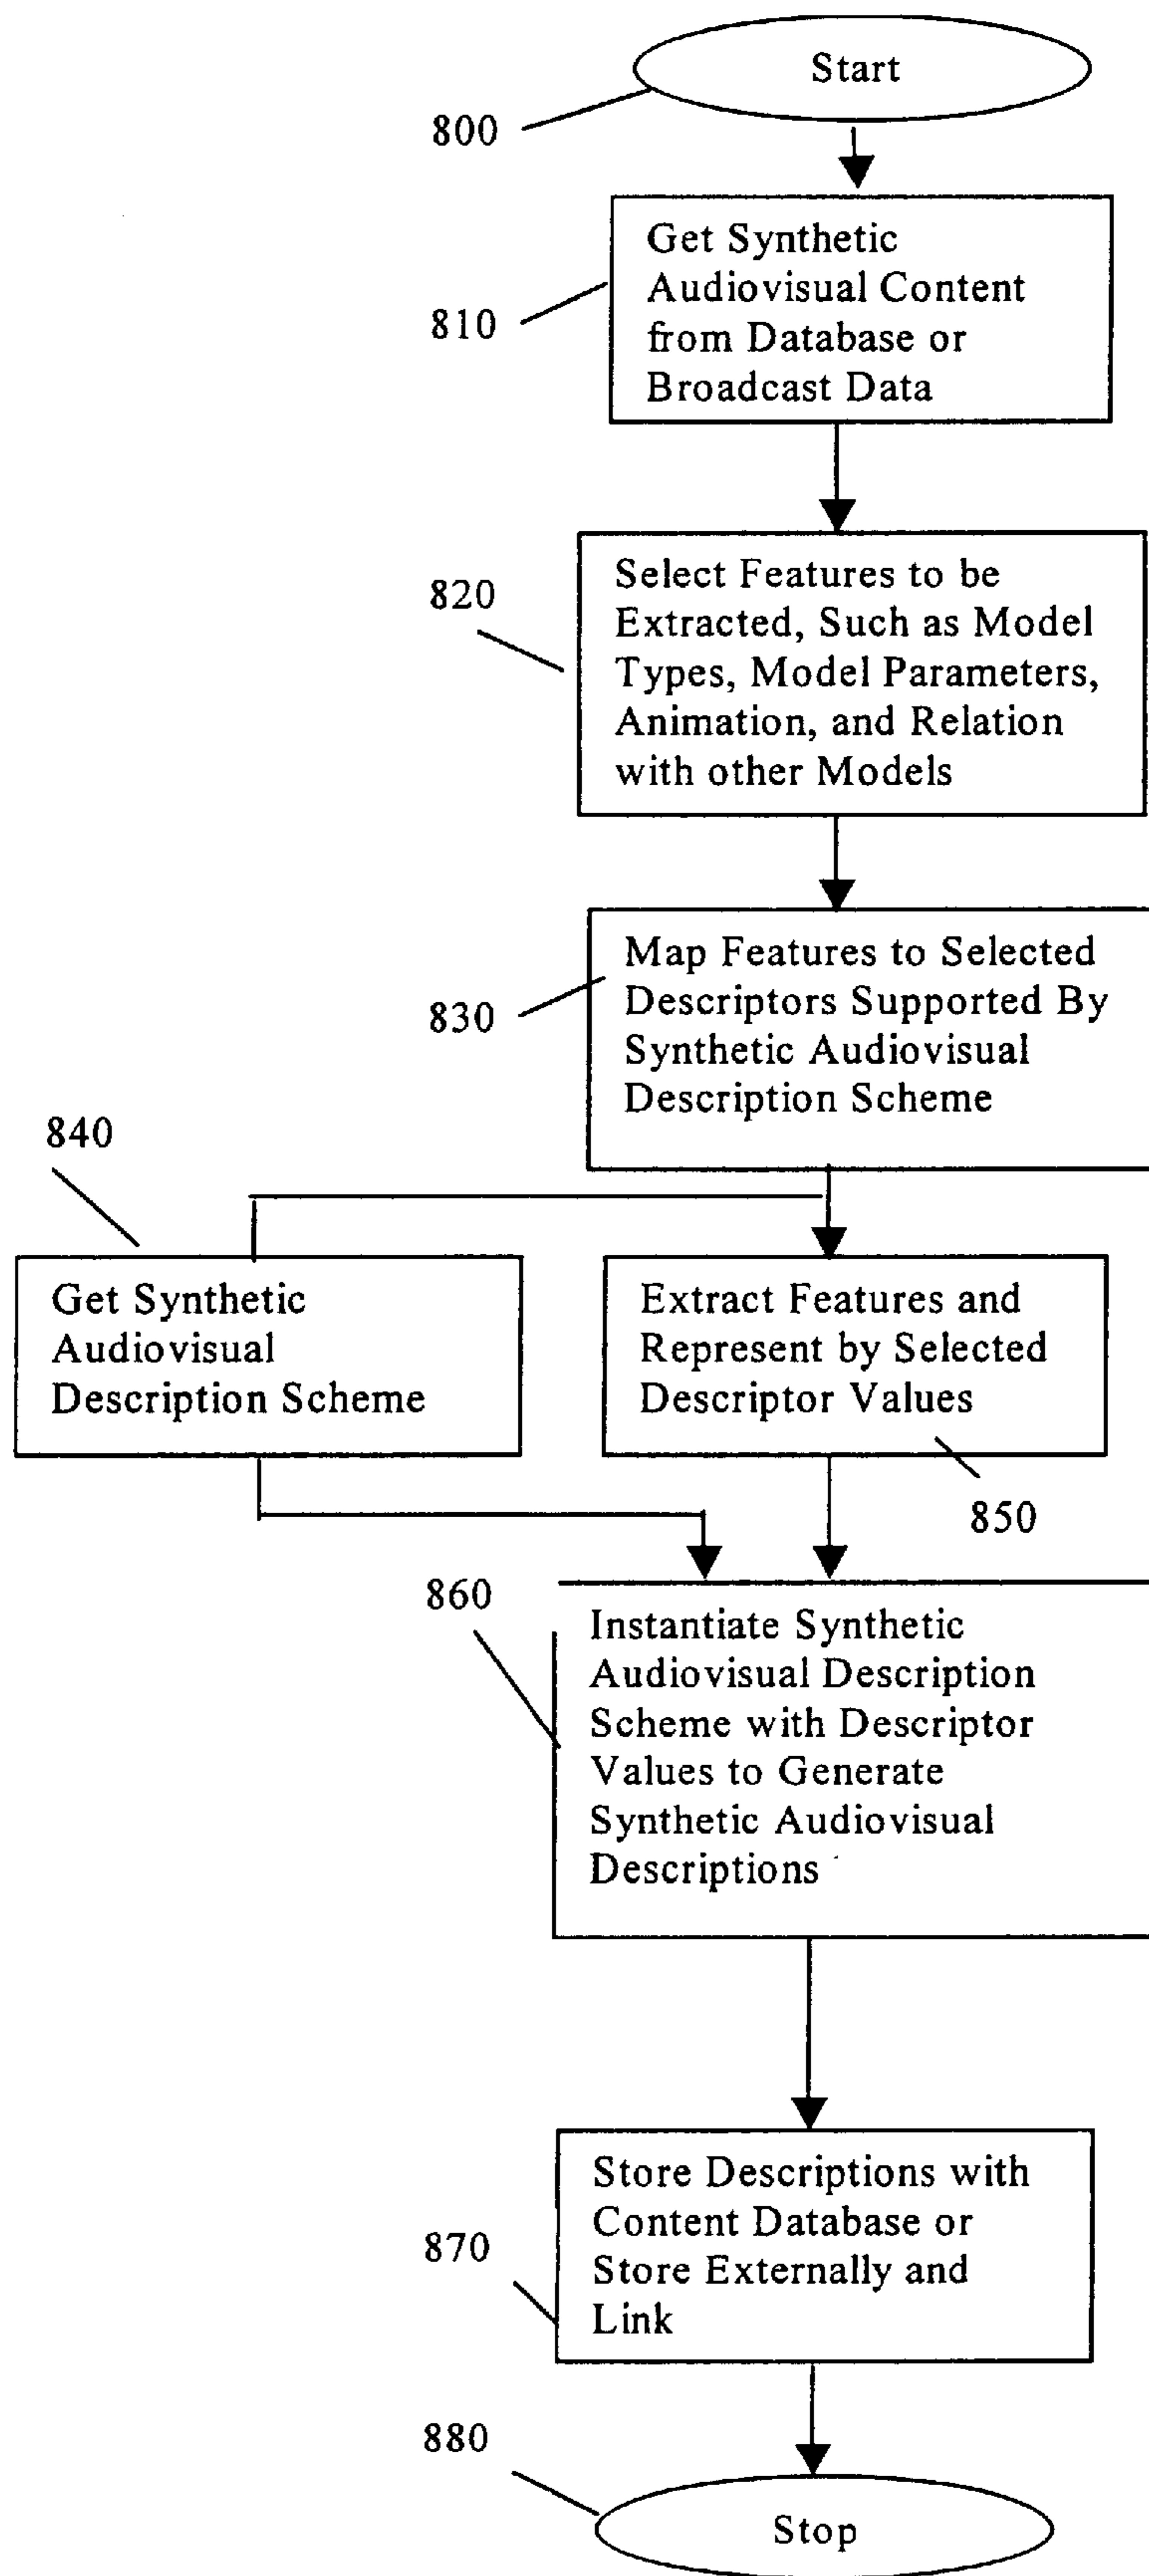 Start
800
Get Synthetic
Audiovisual Content
from Database or
Broadcast Data
810
Select Features to be
Extracted, Such as Model
Types, Model Parameters,
Animation, and Relation
with other Models
820
Map Features to Selected
Descriptors Supported By
Synthetic Audiovisual
Description Scheme
830
840
Get Synthetic
Audiovisual
Description Scheme
Extract Features and
Represent by Selected
Descriptor Values
850
860
Instantiate Synthetic
Audiovisual Description
Scheme with Descriptor
Values to Generate
Synthetic Audiovisual
Descriptions
Store Descriptions with
Content Database or
Store Externally and
Link
870
880
Stop